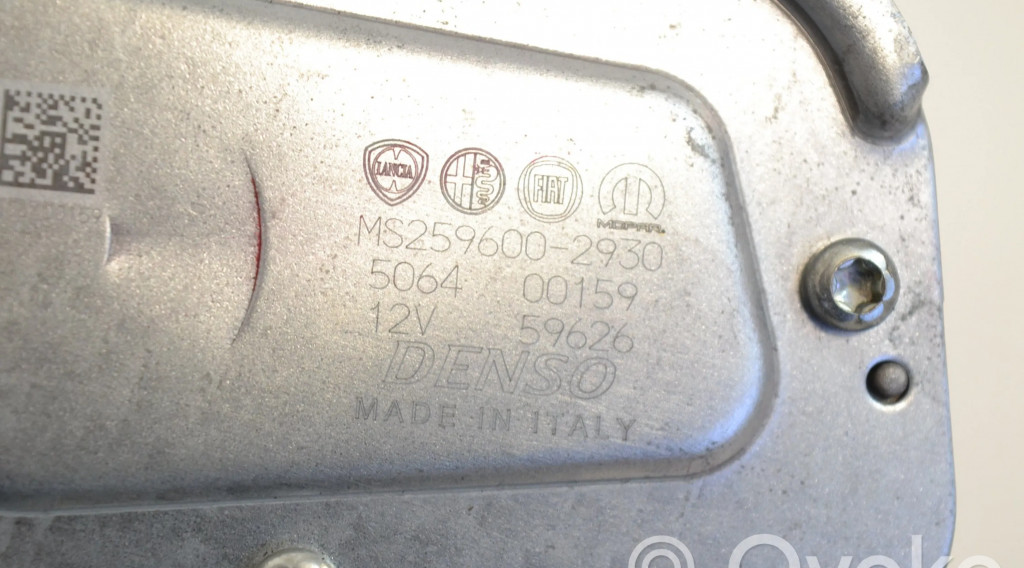 LANCIA FIAT MOPAR
MS259600-2930
5064 00159
12V 59626
DENSO
MADE IN ITALY
Ovoko